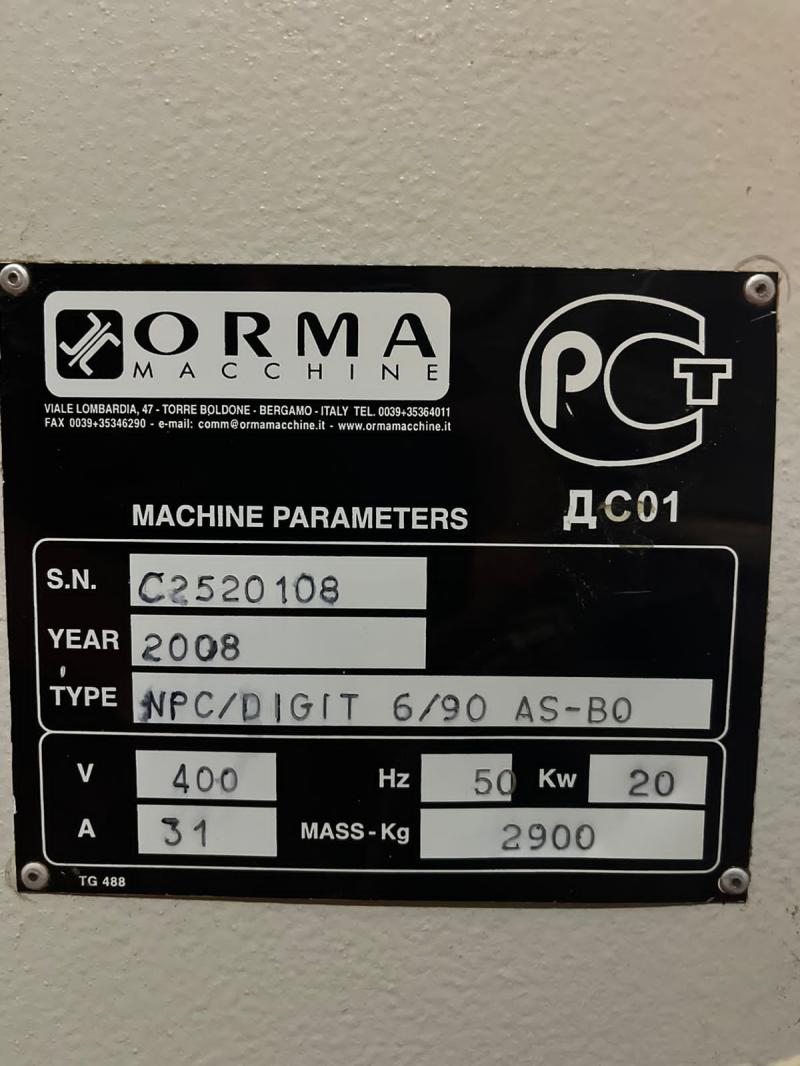 ORMA
MACCHINE
VIALE LOMBARDIA, 47 - TORRE BOLDONE - BERGAMO - ITALY TEL. 0039+35364011
FAX 0039+35346290 - e-mail: comm@ormamacchine.it - www.ormamacchine.it
РСТ
ДС01
MACHINE PARAMETERS
S.N. C2520108
YEAR 2008
TYPE NPC/DIGIT 6/90 AS-BO
V 400 Hz 50 Kw 20
A 31 MASS-Kg 2900
TG 488